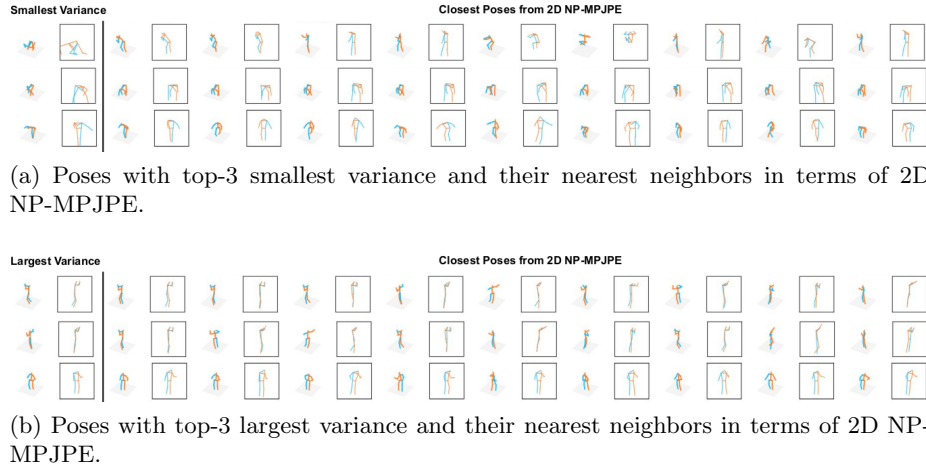 Smallest Variance
Closest Poses from 2D NP-MPJPE
(a) Poses with top-3 smallest variance and their nearest neighbors in terms of 2D
NP-MPJPE.
Largest Variance
Closest Poses from 2D NP-MPJPE
(b) Poses with top-3 largest variance and their nearest neighbors in terms of 2D NP-
MPJPE.